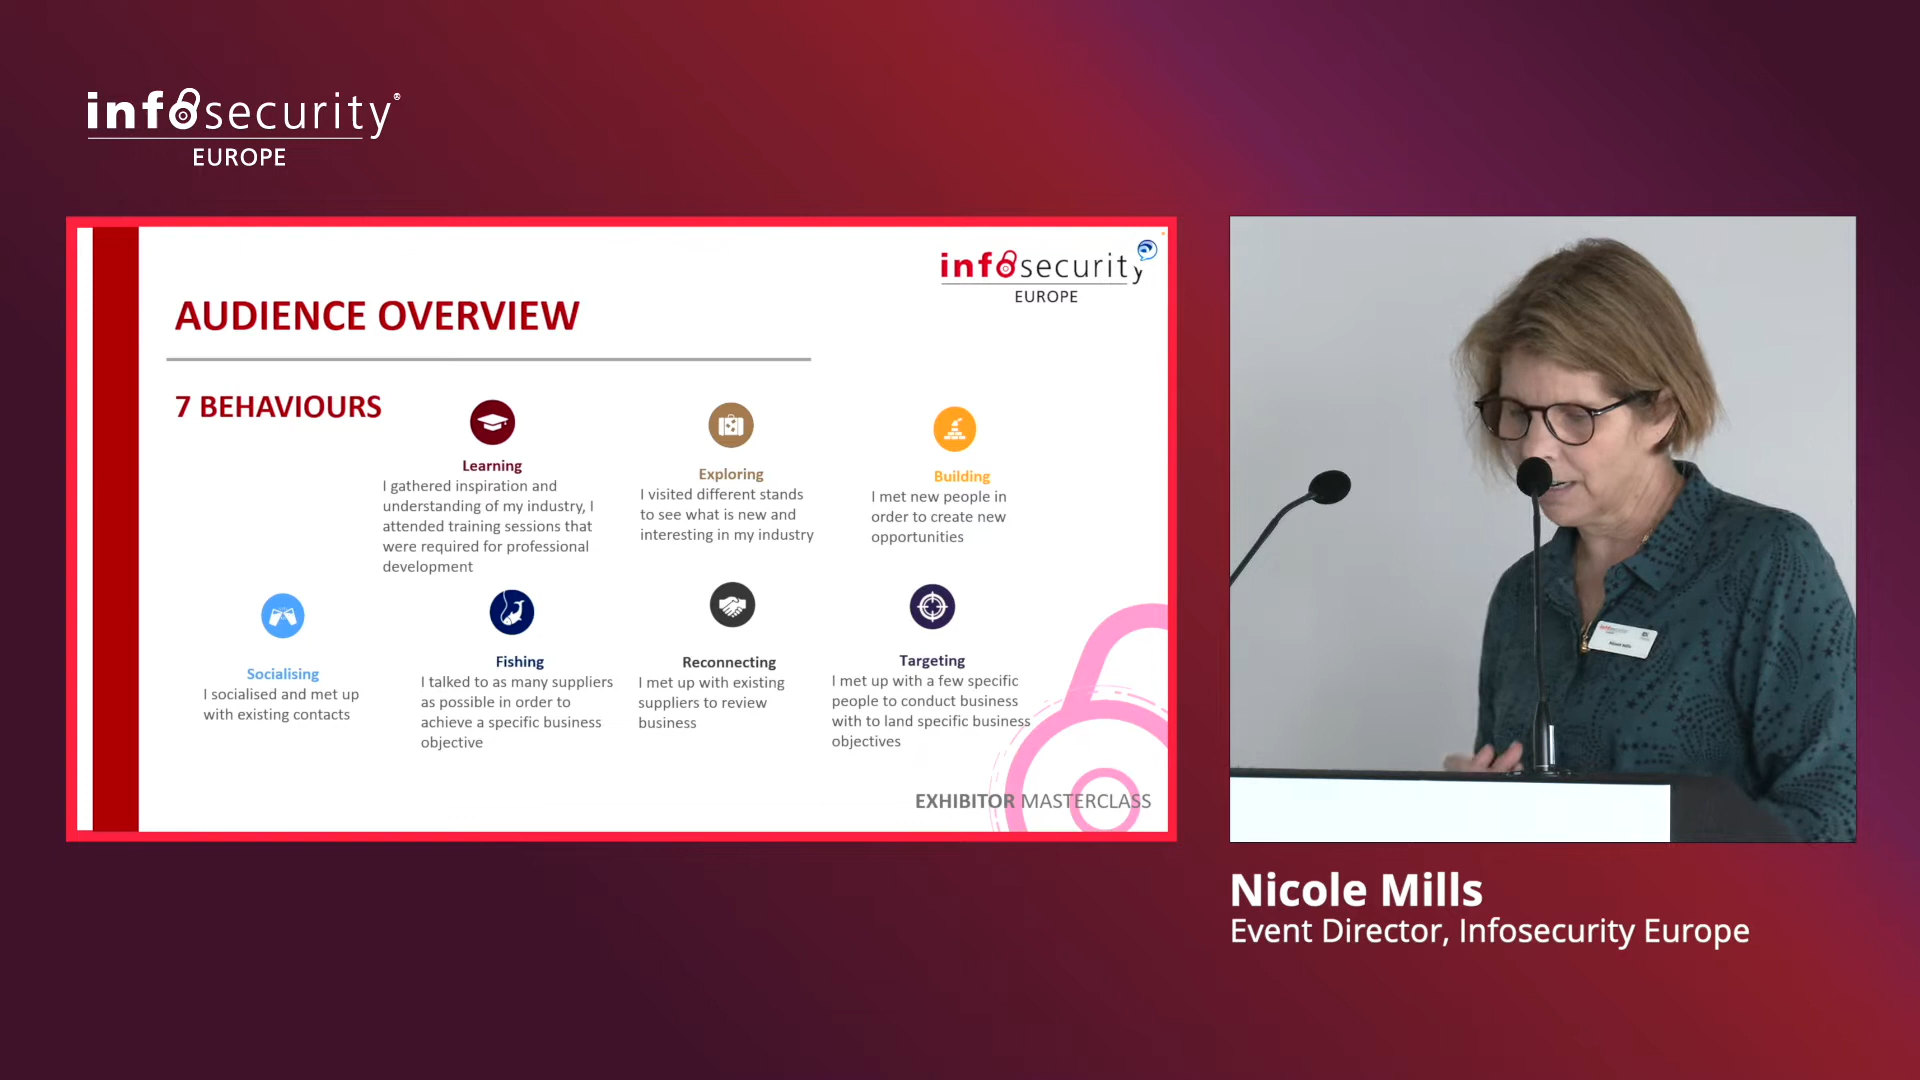 infosecurity®
EUROPE
infosecurity
EUROPE
AUDIENCE OVERVIEW
7 BEHAVIOURS
Learning
I gathered inspiration and
understanding of my industry, I
attended training sessions that
were required for professional
development
Exploring
I visited different stands
to see what is new and
interesting in my industry
Building
I met new people in
order to create new
opportunities
Socialising
I socialised and met up
with existing contacts
Fishing
I talked to as many suppliers
as possible in order to
achieve a specific business
objective
Reconnecting
I met up with existing
suppliers to review
business
Targeting
I met up with a few specific
people to conduct business
with to land specific business
objectives
EXHIBITOR MASTERCLASS
Nicole Mills
Event Director, Infosecurity Europe